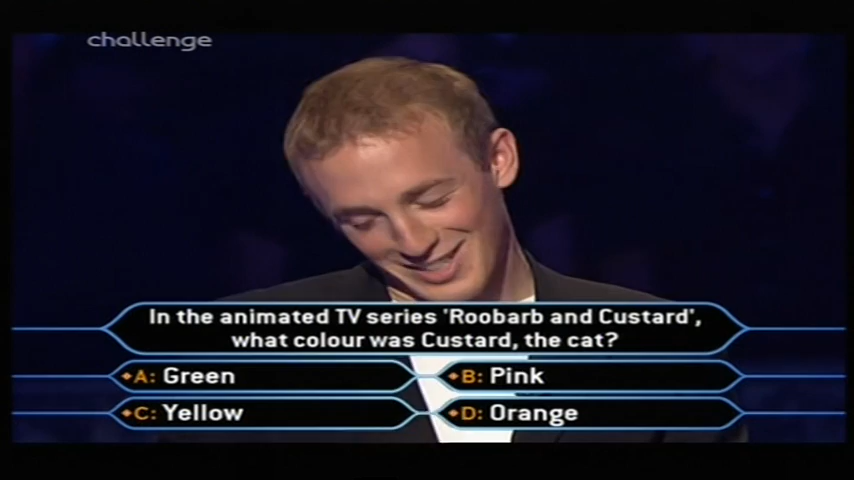 challenge
In the animated TV series 'Roobarb and Custard',
what colour was Custard, the cat?
A: Green
B: Pink
C: Yellow
D: Orange